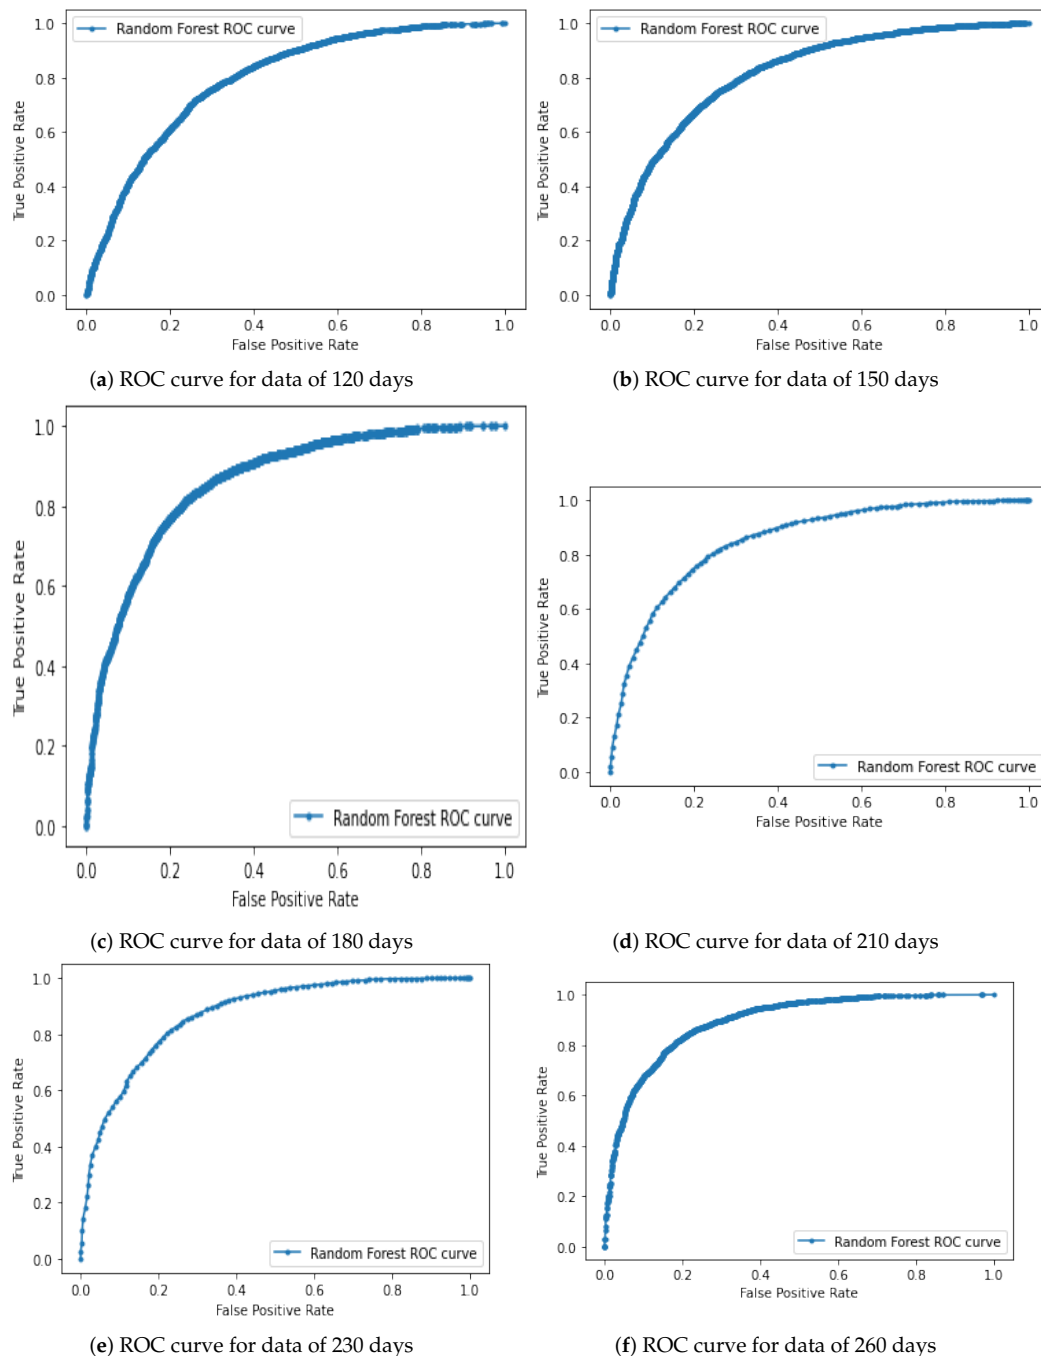 1.0
0.8
0.6
0.4
0.2
0.0
True Positive Rate
Random Forest ROC curve
0.0 0.2 0.4 0.6 0.8 1.0
False Positive Rate
(a) ROC curve for data of 120 days
1.0
0.8
0.6
0.4
0.2
0.0
True Positive Rate
Random Forest ROC curve
0.0 0.2 0.4 0.6 0.8 1.0
False Positive Rate
(b) ROC curve for data of 150 days
1.0
0.8
0.6
0.4
0.2
0.0
True Positive Rate
Random Forest ROC curve
0.0 0.2 0.4 0.6 0.8 1.0
False Positive Rate
(c) ROC curve for data of 180 days
1.0
0.8
0.6
0.4
0.2
0.0
True Positive Rate
Random Forest ROC curve
0.0 0.2 0.4 0.6 0.8 1.0
False Positive Rate
(d) ROC curve for data of 210 days
1.0
0.8
0.6
0.4
0.2
0.0
True Positive Rate
Random Forest ROC curve
0.0 0.2 0.4 0.6 0.8 1.0
False Positive Rate
(e) ROC curve for data of 230 days
1.0
0.8
0.6
0.4
0.2
0.0
True Positive Rate
Random Forest ROC curve
0.0 0.2 0.4 0.6 0.8 1.0
False Positive Rate
(f) ROC curve for data of 260 days